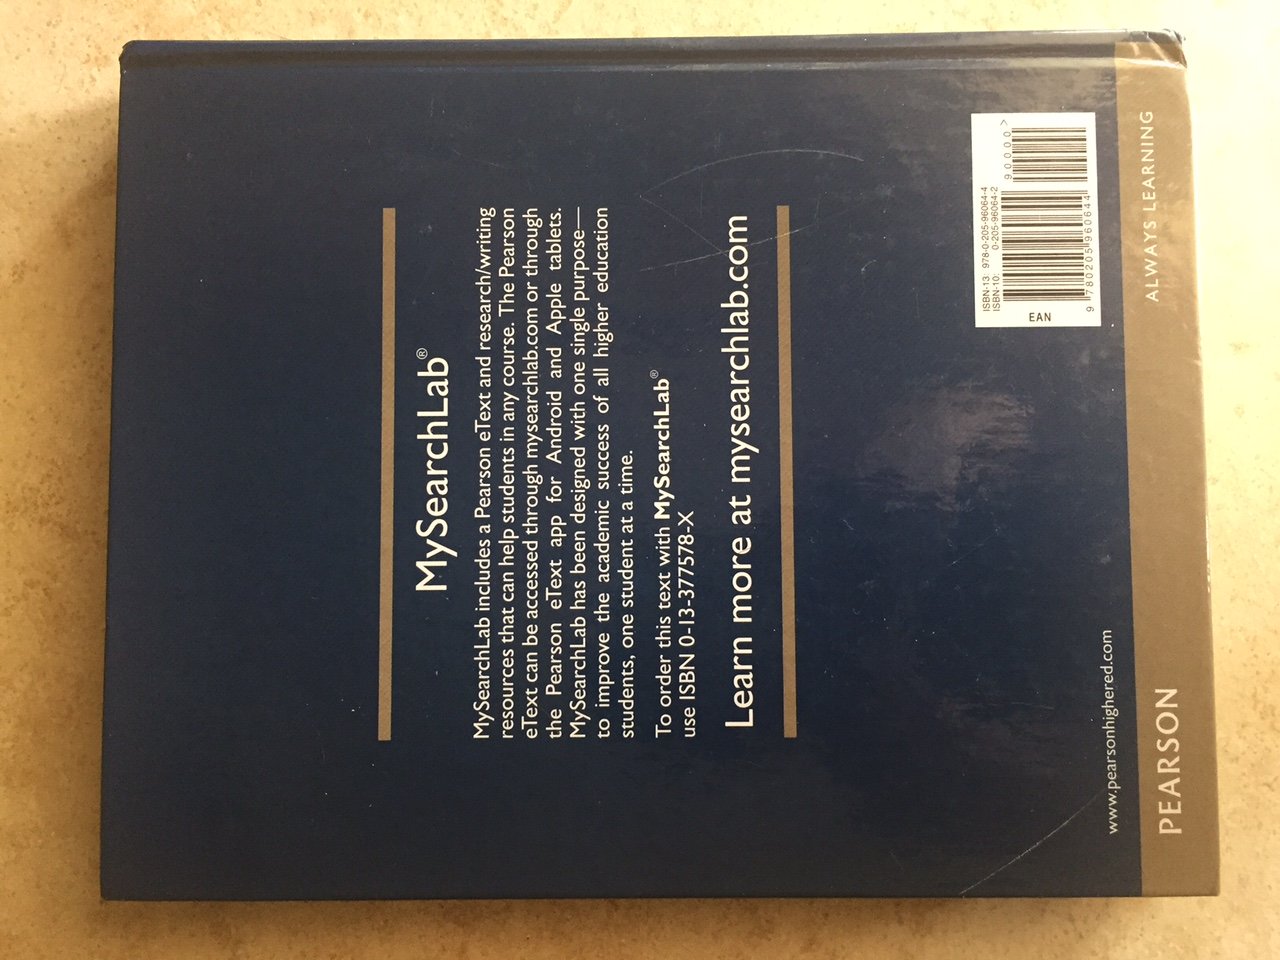 MySearchLab®
MySearchLab includes a Pearson eText and research/writing
resources that can help students in any course. The Pearson
eText can be accessed through mysearchlab.com or through
the Pearson eText app for Android and Apple tablets.
MySearchLab has been designed with one single purpose—
to improve the academic success of all higher education
students, one student at a time.
To order this text with MySearchLab®
use ISBN 0-13-377578-X
Learn more at mysearchlab.com
ISBN-13: 978-0-205-96064-4
ISBN-10: 0-205-96064-2
90000>
EAN
9 780205 960644
www.pearsonhighered.com
PEARSON
ALWAYS LEARNING